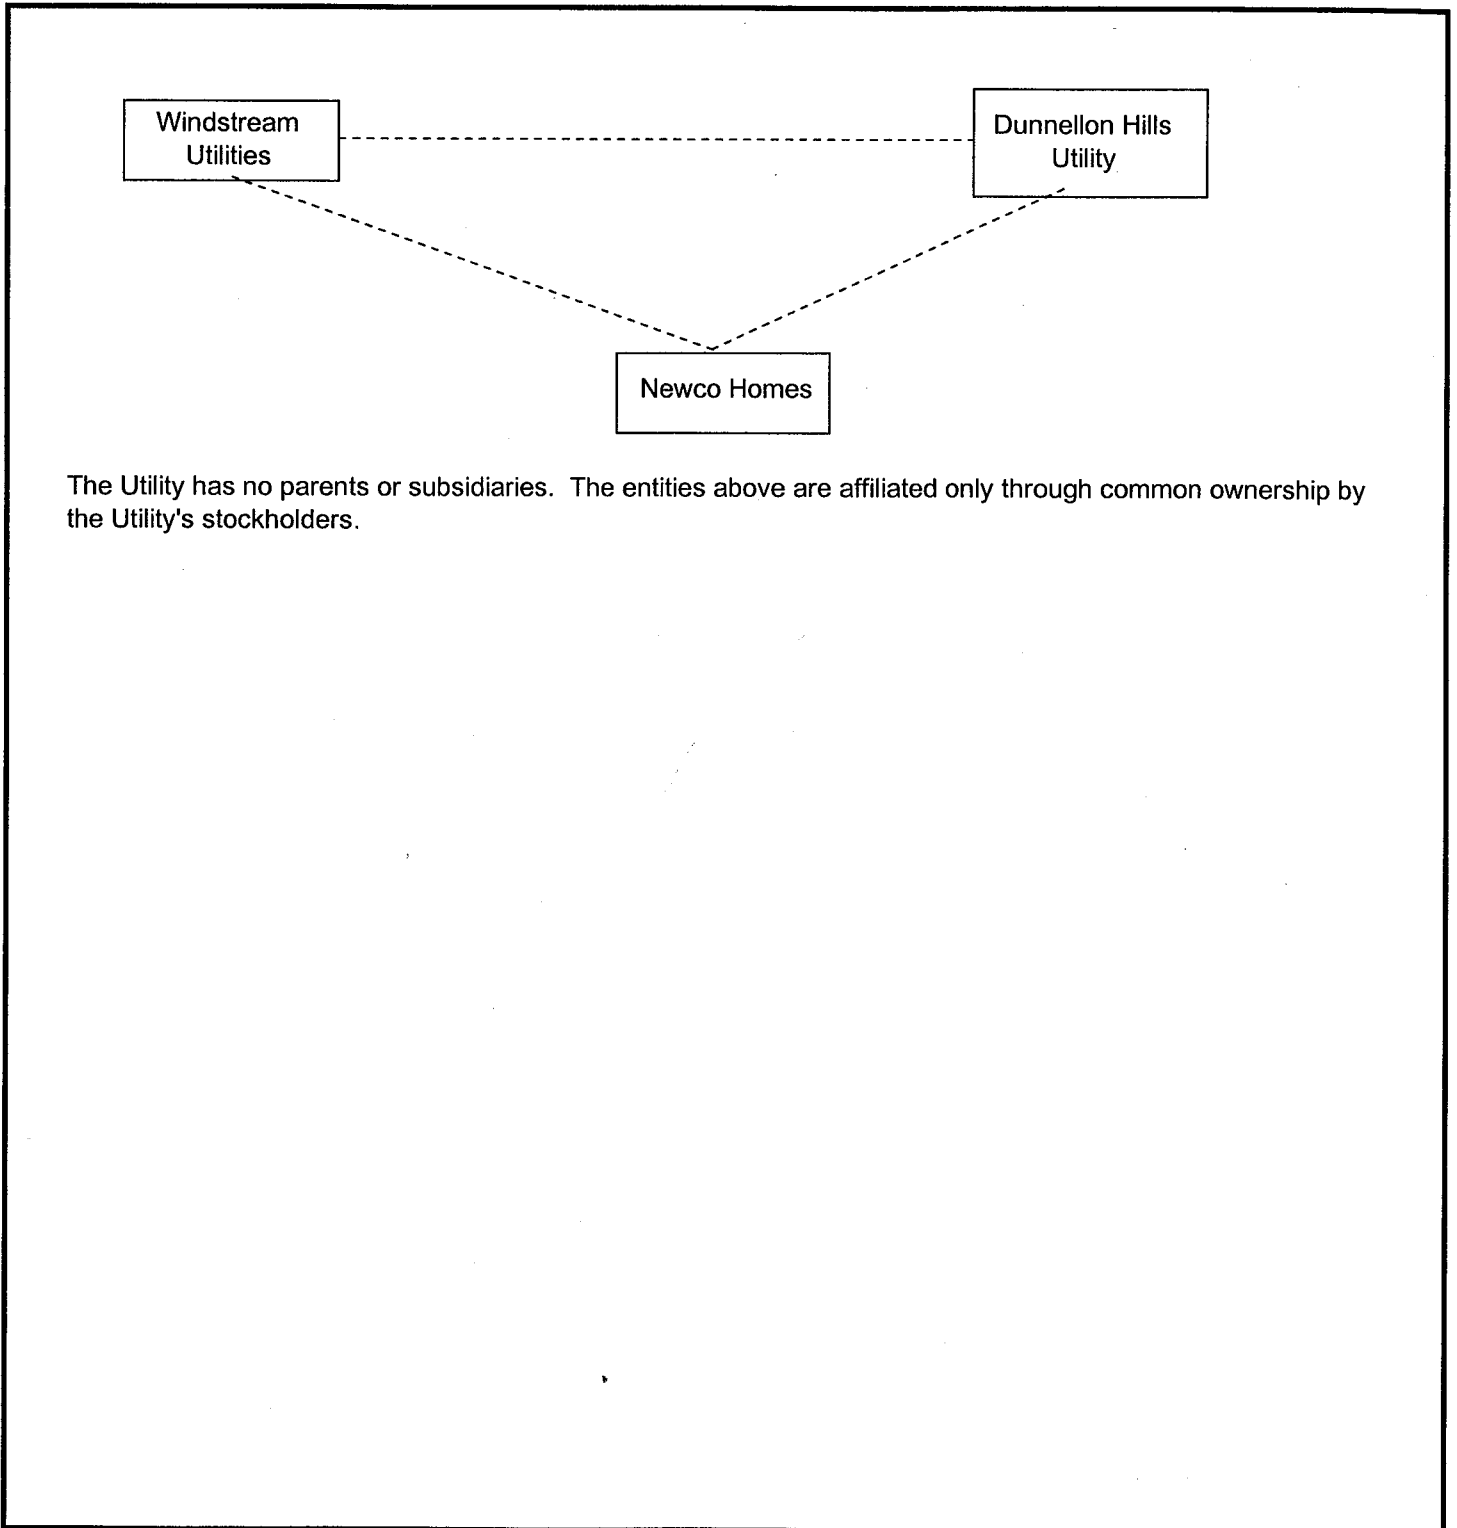 Windstream
Utilities
Dunnellon Hills
Utility
Newco Homes
The Utility has no parents or subsidiaries.  The entities above are affiliated only through common ownership by
the Utility's stockholders.